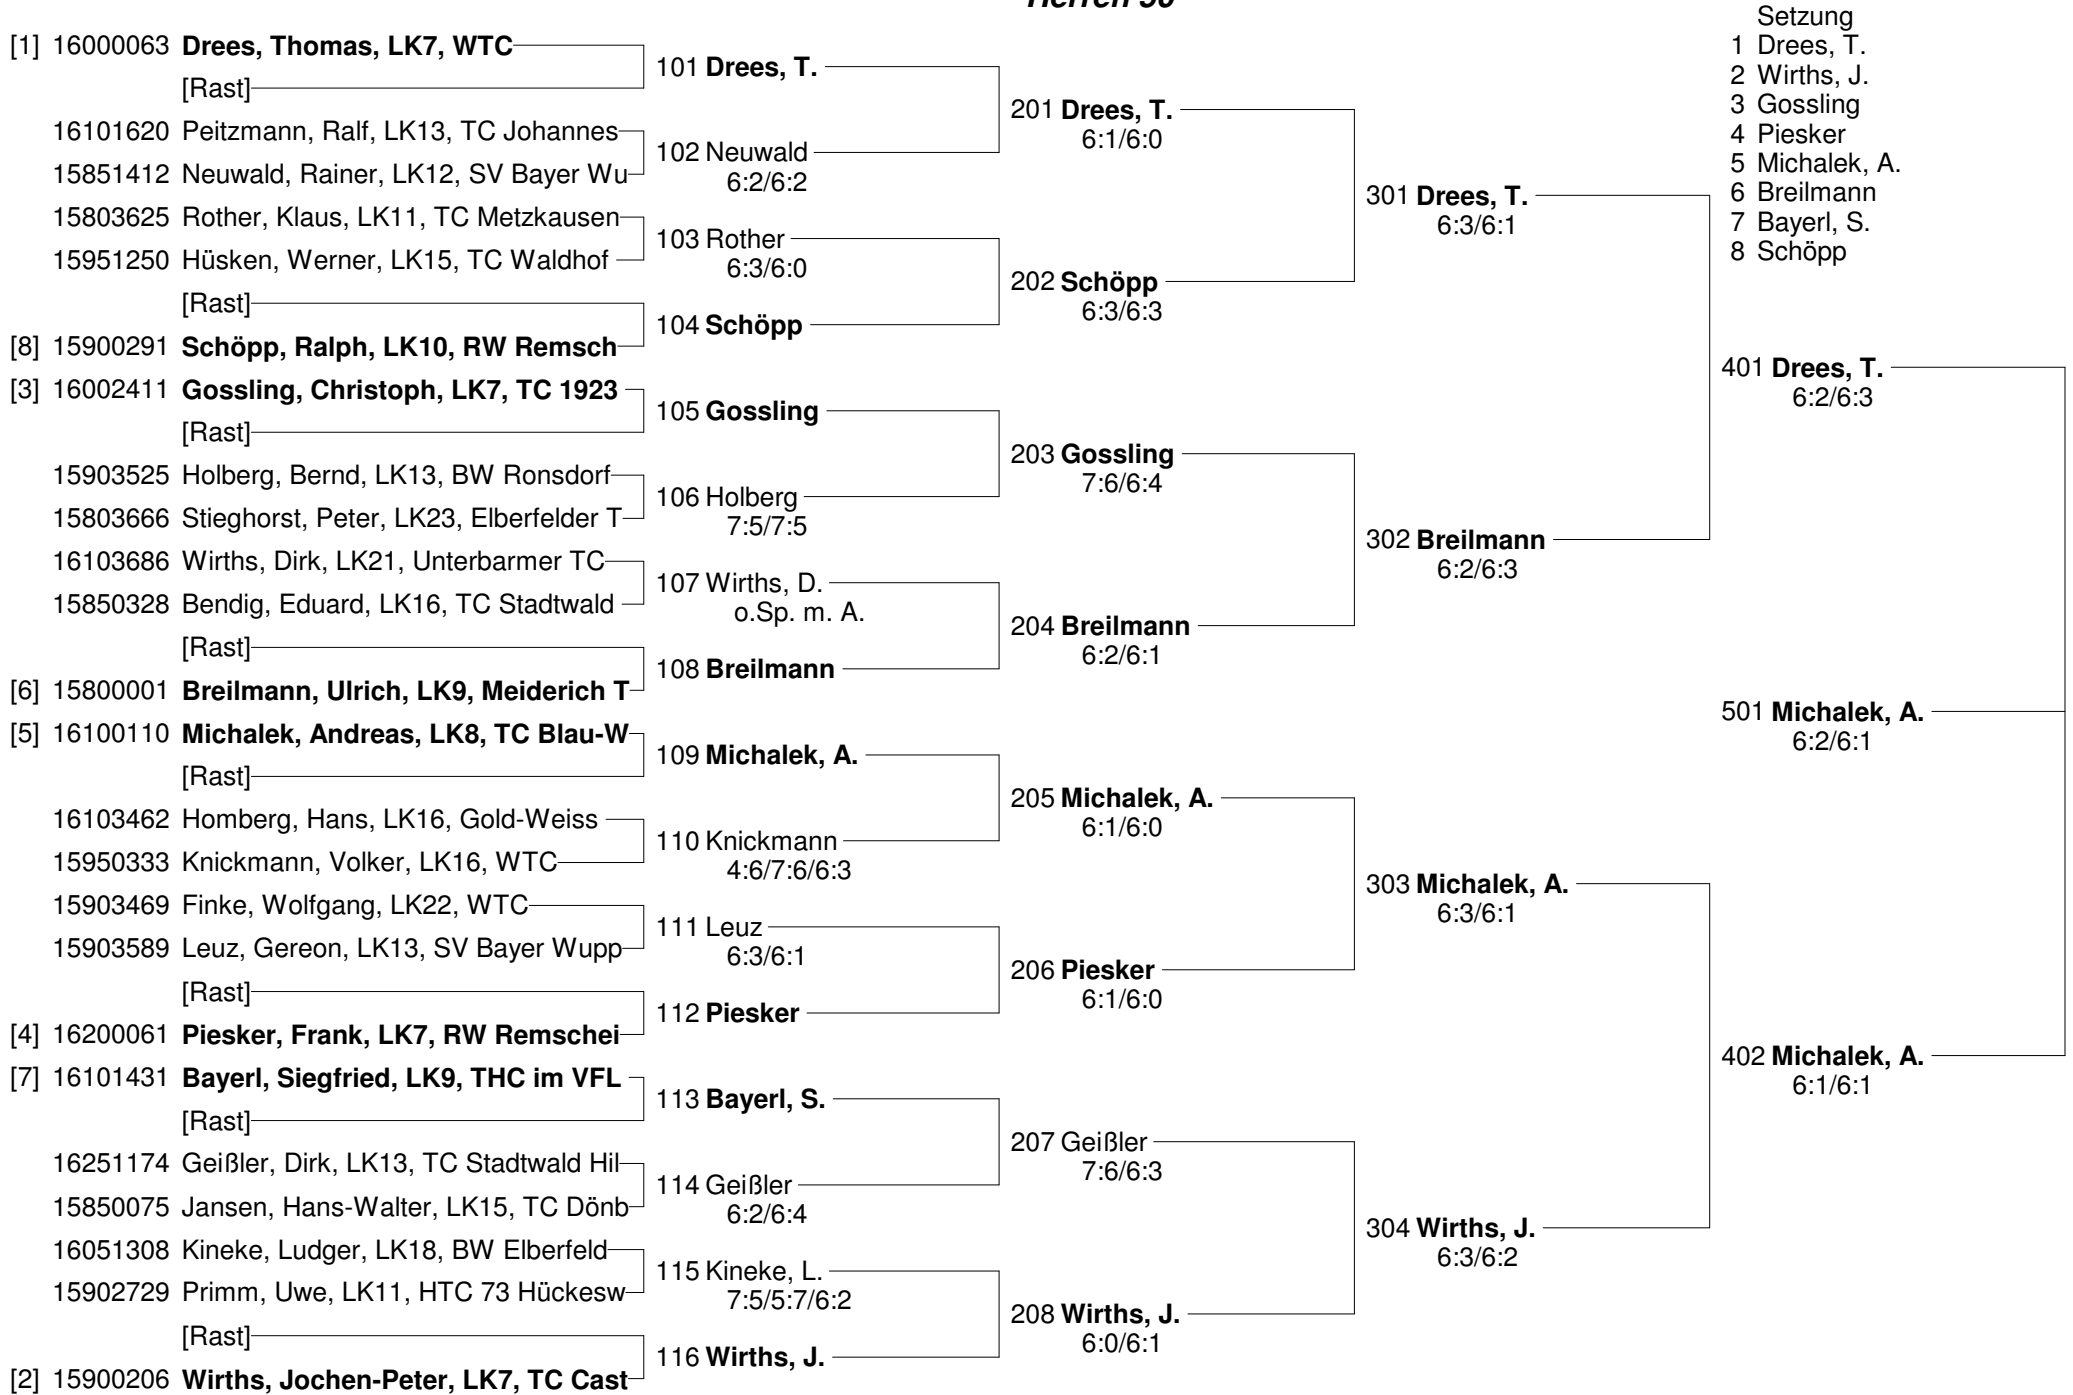 Herren 50
Setzung
1 Drees, T.
2 Wirths, J.
3 Gossling
4 Piesker
5 Michalek, A.
6 Breilmann
7 Bayerl, S.
8 Schöpp
[1] 16000063 Drees, Thomas, LK7, WTC
[Rast]
16101620 Peitzmann, Ralf, LK13, TC Johannes
15851412 Neuwald, Rainer, LK12, SV Bayer Wu
15803625 Rother, Klaus, LK11, TC Metzkausen
15951250 Hüsken, Werner, LK15, TC Waldhof
[Rast]
[8] 15900291 Schöpp, Ralph, LK10, RW Remsch
[3] 16002411 Gossling, Christoph, LK7, TC 1923
[Rast]
15903525 Holberg, Bernd, LK13, BW Ronsdorf
15803666 Stieghorst, Peter, LK23, Elberfelder T
16103686 Wirths, Dirk, LK21, Unterbarmer TC
15850328 Bendig, Eduard, LK16, TC Stadtwald
[Rast]
[6] 15800001 Breilmann, Ulrich, LK9, Meiderich T
[5] 16100110 Michalek, Andreas, LK8, TC Blau-W
[Rast]
16103462 Homberg, Hans, LK16, Gold-Weiss
15950333 Knickmann, Volker, LK16, WTC
15903469 Finke, Wolfgang, LK22, WTC
15903589 Leuz, Gereon, LK13, SV Bayer Wupp
[Rast]
[4] 16200061 Piesker, Frank, LK7, RW Remschei
[7] 16101431 Bayerl, Siegfried, LK9, THC im VFL
[Rast]
16251174 Geißler, Dirk, LK13, TC Stadtwald Hil
15850075 Jansen, Hans-Walter, LK15, TC Dönb
16051308 Kineke, Ludger, LK18, BW Elberfeld
15902729 Primm, Uwe, LK11, HTC 73 Hückesw
[Rast]
[2] 15900206 Wirths, Jochen-Peter, LK7, TC Cast
101 Drees, T.
102 Neuwald
6:2/6:2
103 Rother
6:3/6:0
104 Schöpp
105 Gossling
106 Holberg
7:5/7:5
107 Wirths, D.
o.Sp. m. A.
108 Breilmann
109 Michalek, A.
110 Knickmann
4:6/7:6/6:3
111 Leuz
6:3/6:1
112 Piesker
113 Bayerl, S.
114 Geißler
6:2/6:4
115 Kineke, L.
7:5/5:7/6:2
116 Wirths, J.
201 Drees, T.
6:1/6:0
202 Schöpp
6:3/6:3
203 Gossling
7:6/6:4
204 Breilmann
6:2/6:1
205 Michalek, A.
6:1/6:0
206 Piesker
6:1/6:0
207 Geißler
7:6/6:3
208 Wirths, J.
6:0/6:1
301 Drees, T.
6:3/6:1
302 Breilmann
6:2/6:3
303 Michalek, A.
6:3/6:1
304 Wirths, J.
6:3/6:2
401 Drees, T.
6:2/6:3
501 Michalek, A.
6:2/6:1
402 Michalek, A.
6:1/6:1